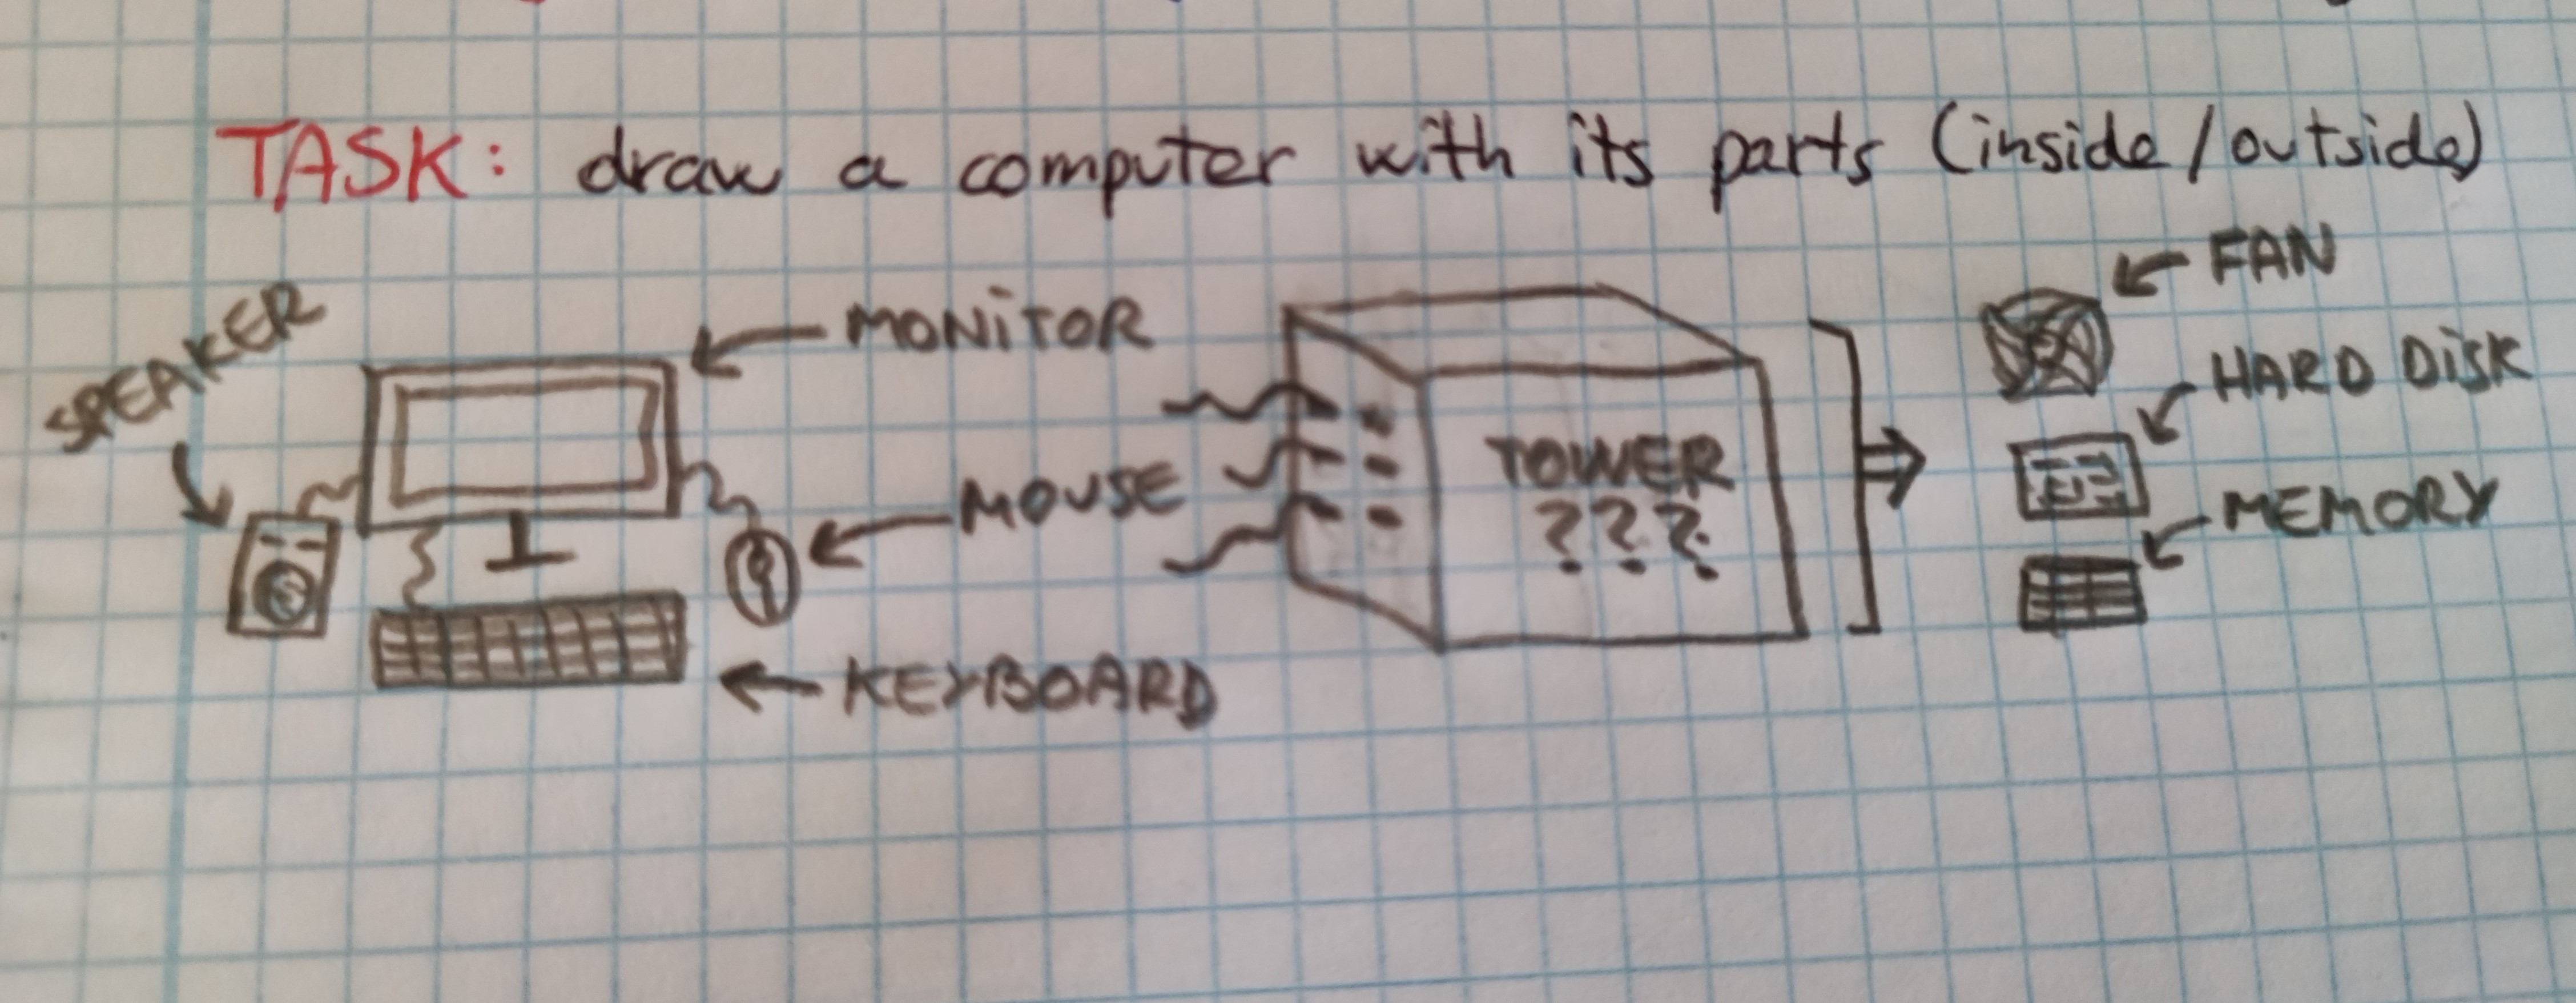 TASK: draw a computer with its parts (inside/outside)
SPEAKER
MONiTOR
MOUSE
KEYBOARD
TOWER
???
FAN
HARD DiSK
MEMORY